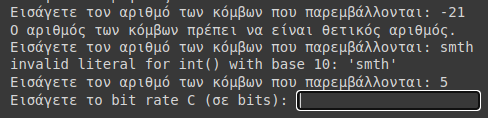 Εισάγετε τον αριθμό των κόμβων που παρεμβάλλονται: -21
Ο αριθμός των κόμβων πρέπει να είναι θετικός αριθμός.
Εισάγετε τον αριθμό των κόμβων που παρεμβάλλονται: smth
invalid literal for int() with base 10: 'smth'
Εισάγετε τον αριθμό των κόμβων που παρεμβάλλονται: 5
Εισάγετε το bit rate C (σε bits):